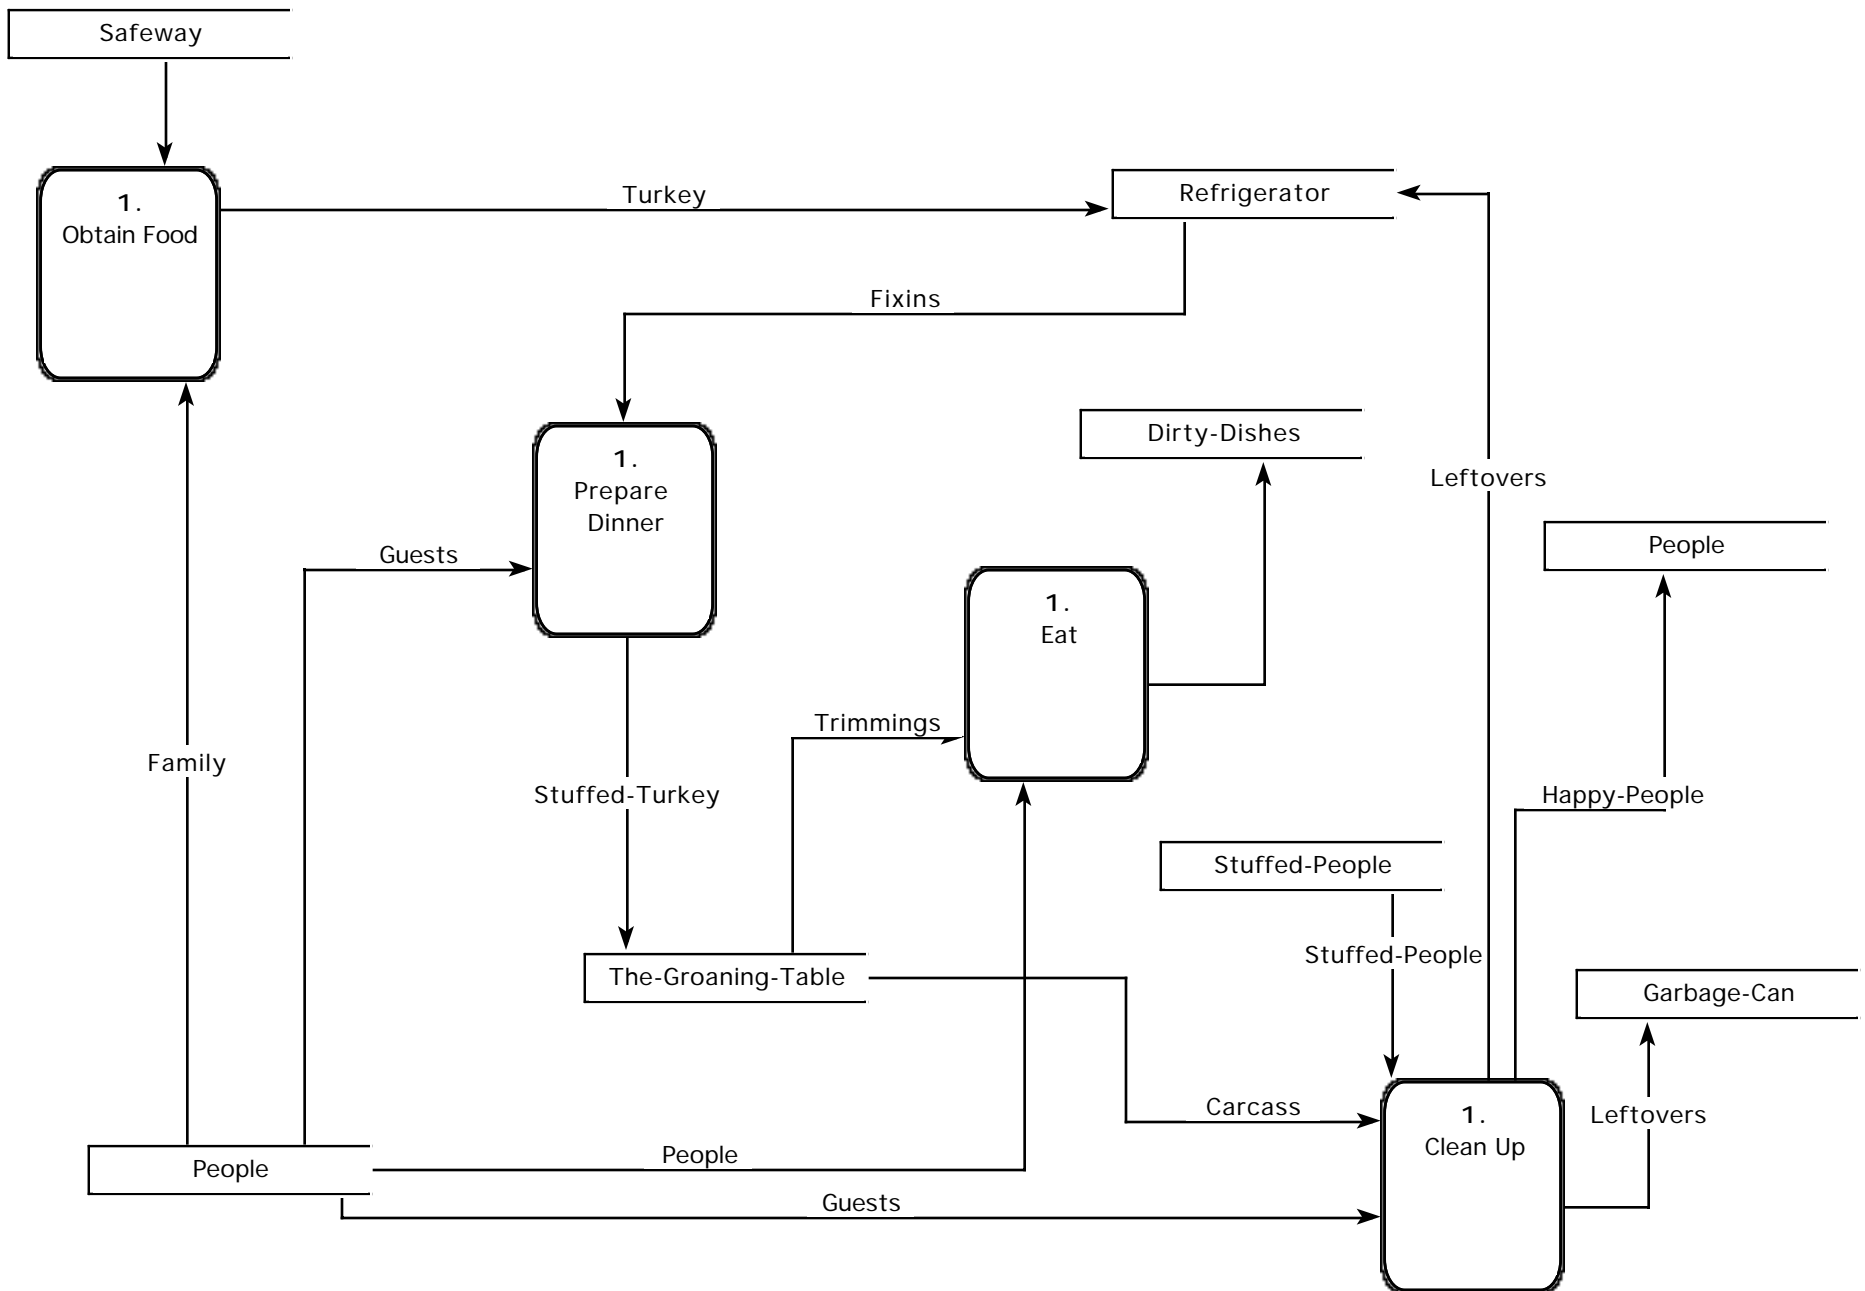 Safeway
1.
Obtain Food
Turkey
Refrigerator
Fixins
Dirty-Dishes
1.
Prepare
Dinner
Leftovers
People
Guests
1.
Eat
Trimmings
Family
Stuffed-Turkey
Happy-People
Stuffed-People
Stuffed-People
The-Groaning-Table
Garbage-Can
Carcass
1.
Clean Up
Leftovers
People
People
Guests